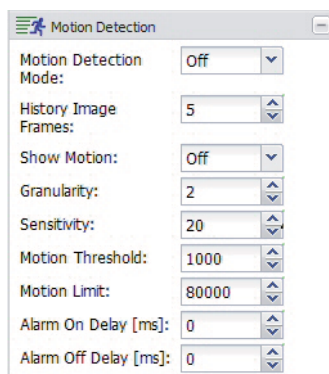 Motion Detection
Motion Detection Off
Mode:
History Image 5
Frames:
Show Motion: Off
Granularity: 2
Sensitivity: 20
Motion Threshold: 1000
Motion Limit: 80000
Alarm On Delay [ms]: 0
Alarm Off Delay [ms]: 0